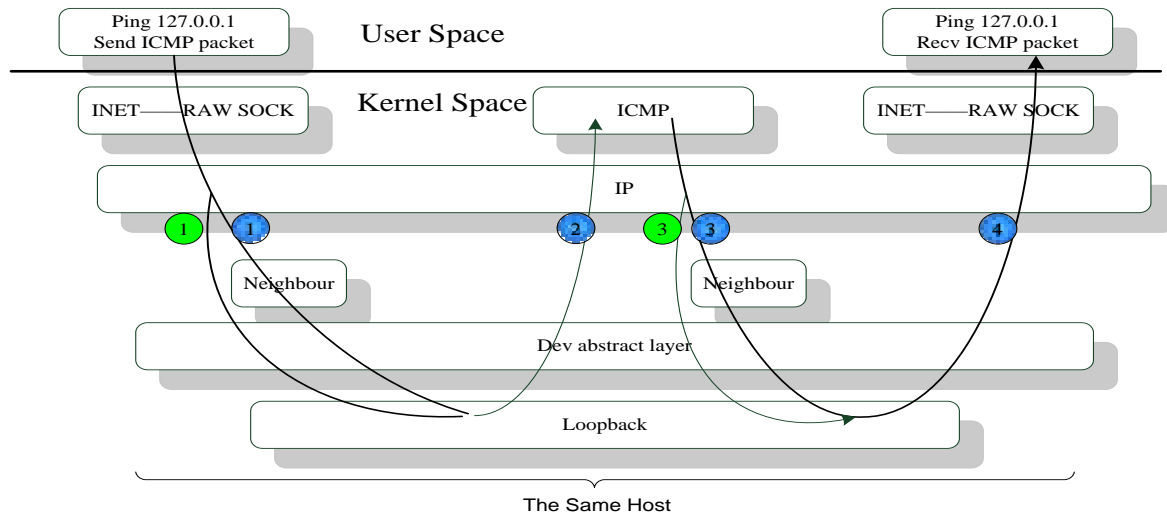 Ping 127.0.0.1
Send ICMP packet
User Space
Ping 127.0.0.1
Recv ICMP packet
INET——RAW SOCK
Kernel Space
ICMP
INET——RAW SOCK
IP
1
1
2
3
3
4
Neighbour
Neighbour
Dev abstract layer
Loopback
The Same Host